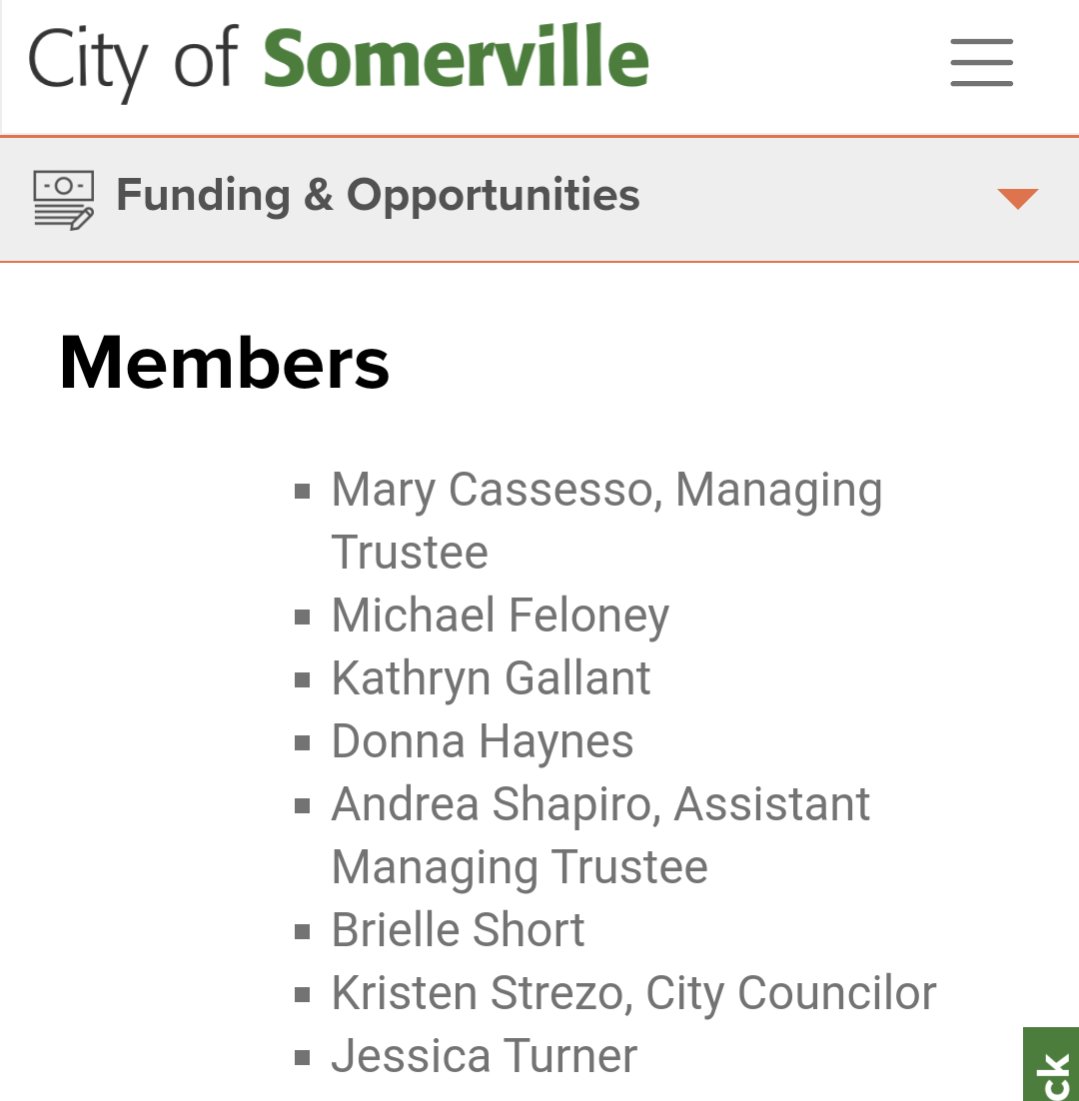 City of Somerville
Funding & Opportunities
Members
Mary Cassesso, Managing
Trustee
Michael Feloney
Kathryn Gallant
Donna Haynes
Andrea Shapiro, Assistant
Managing Trustee
Brielle Short
Kristen Strezo, City Councilor
Jessica Turner
ck